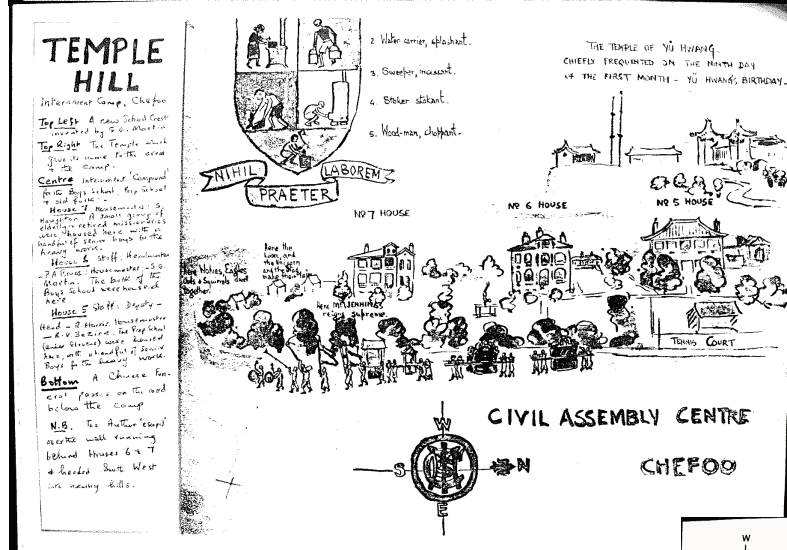 TEMPLE
HILL
Internment Camp, Chefoo
Top Left A new School Crest
invented by S.G. Martin
Top Right The Temple which
gave its name to the area
& the camp.
Centre Internment Compound
for the Boys School, Prep School
& old folks.
House 7 Housemaster: S.
Houghton. A small group of
elderly retired missionaries
were housed here with a
handful of senior boys for the
heavy work.
House 6 Staff: Headmaster
- P.A. Bruce: Housemaster - S.G.
Martin. The bulk of the
Boys School were housed
here
House 5 Staff: Deputy-
Head - R. Harris. Housemaster
The Prep School
were housed
here, with a handful of Senior
Boys for the heavy work.
Bottom A Chinese Fun-
eral passes on the road
below the camp
N.B. The Author 'escaped'
over the wall running
behind Houses 6 & 7
& headed South West
into nearby hills.
2 Water carrier, sploshant.
3. Sweeper, insessant.
4. Stoker stokant.
5. Wood-man, choppant.
NIHIL
PRAETER
LABOREM
THE TEMPLE OF YÜ HWANG.
CHIEFLY FREQUENTED ON THE NINTH DAY
OF THE FIRST MONTH - YÜ HWANG'S BIRTHDAY.
Nº 7 HOUSE
Nº 6 HOUSE
Nº 5 HOUSE
Here Wolves, Eagles
Owls & Squirrels dwell
together.
Here the
Lion, and
the
and the
make their
Here Mr JENNINGS
reigns supreme.
TENNIS COURT
CIVIL ASSEMBLY CENTRE
CHEFOO
W
S
N
E
W